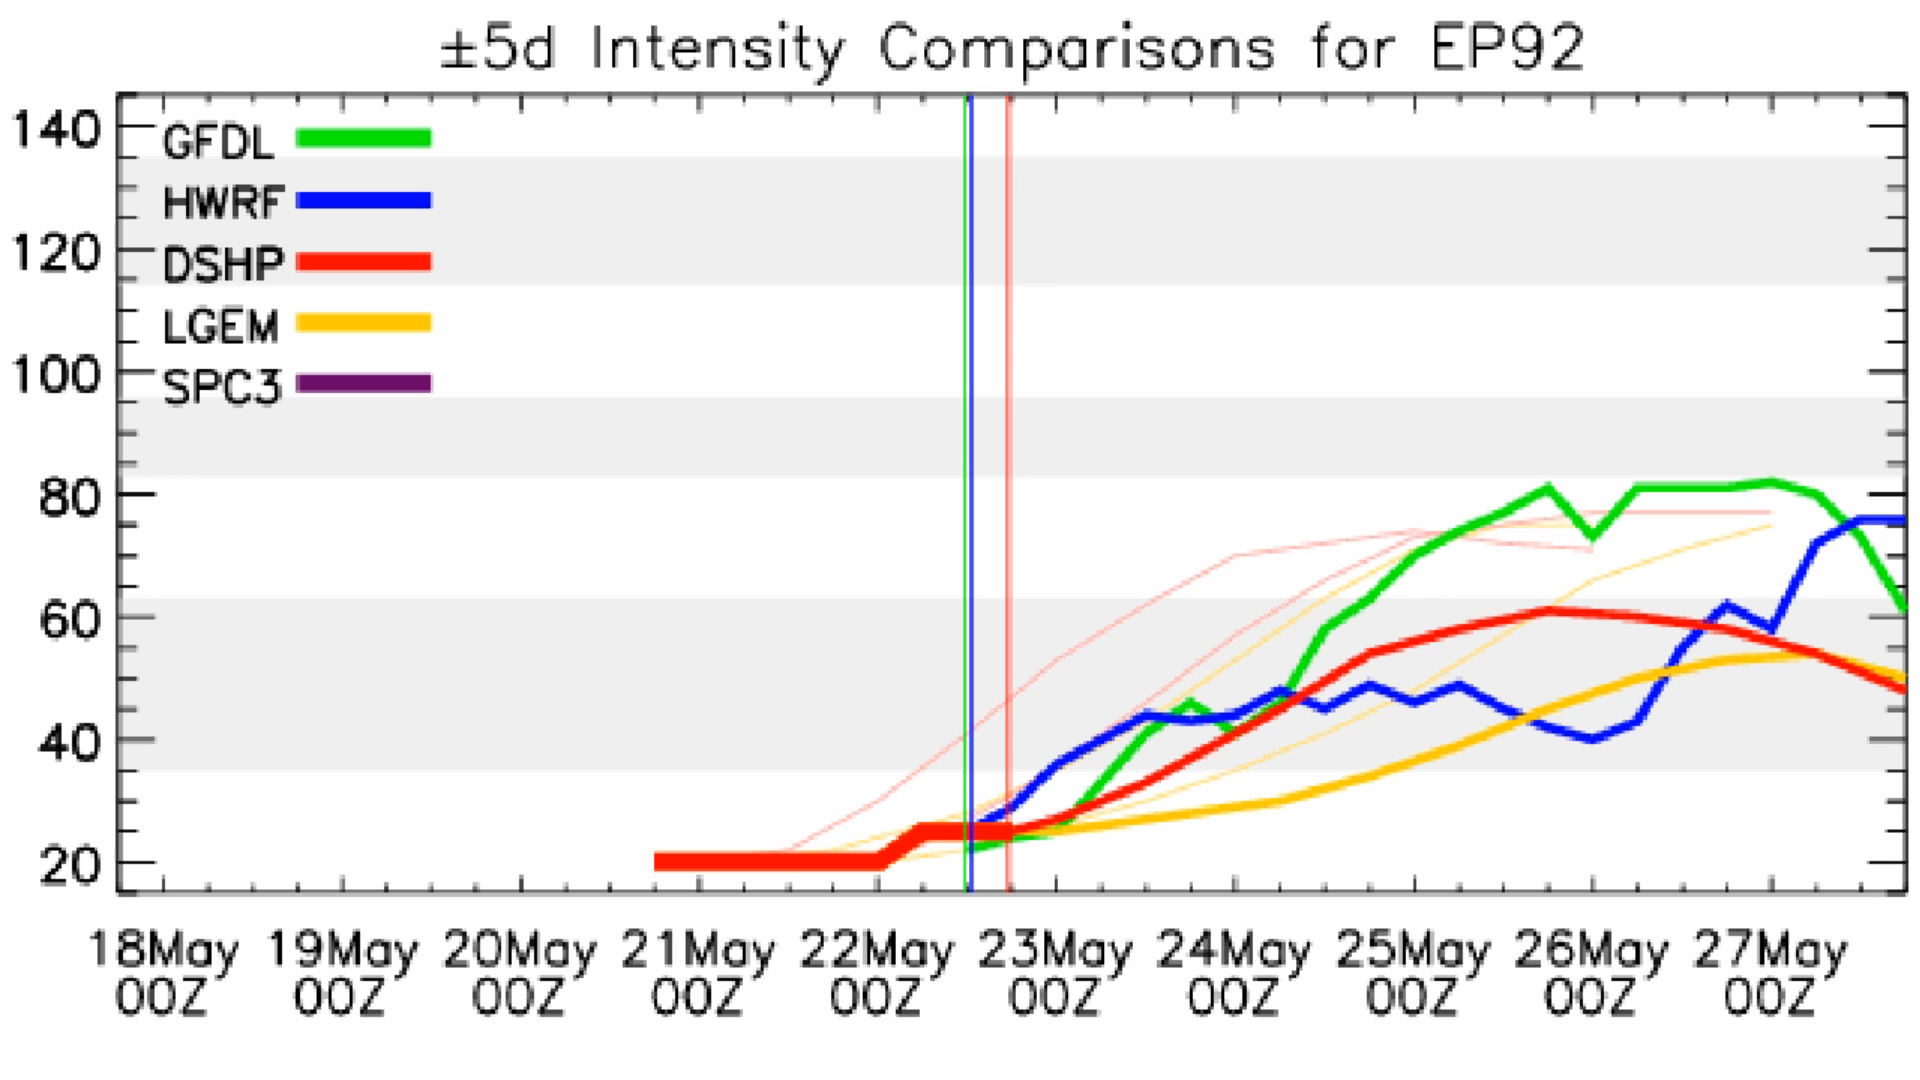 ±5d Intensity Comparisons for EP92
140
120
100
80
60
40
20
GFDL
HWRF
DSHP
LGEM
SPC3
18May 19May 20May 21May 22May 23May 24May 25May 26May 27May
00Z 00Z 00Z 00Z 00Z 00Z 00Z 00Z 00Z 00Z